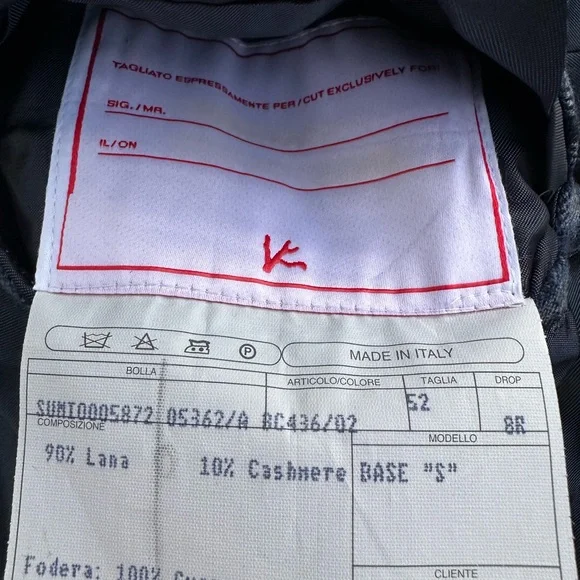 TAGLIATO ESPRESSAMENTE PER/CUT EXCLUSIVELY FOR:
SIG./MR.
IL/ON
P
MADE IN ITALY
BOLLA ARTICOLO/COLORE TAGLIA DROP
SUMI0005872 05362/A BC436/02 52 8R
COMPOSIZIONE MODELLO
90% Lana 10% Cashmere BASE "S"
CLIENTE
Fodera: 100%